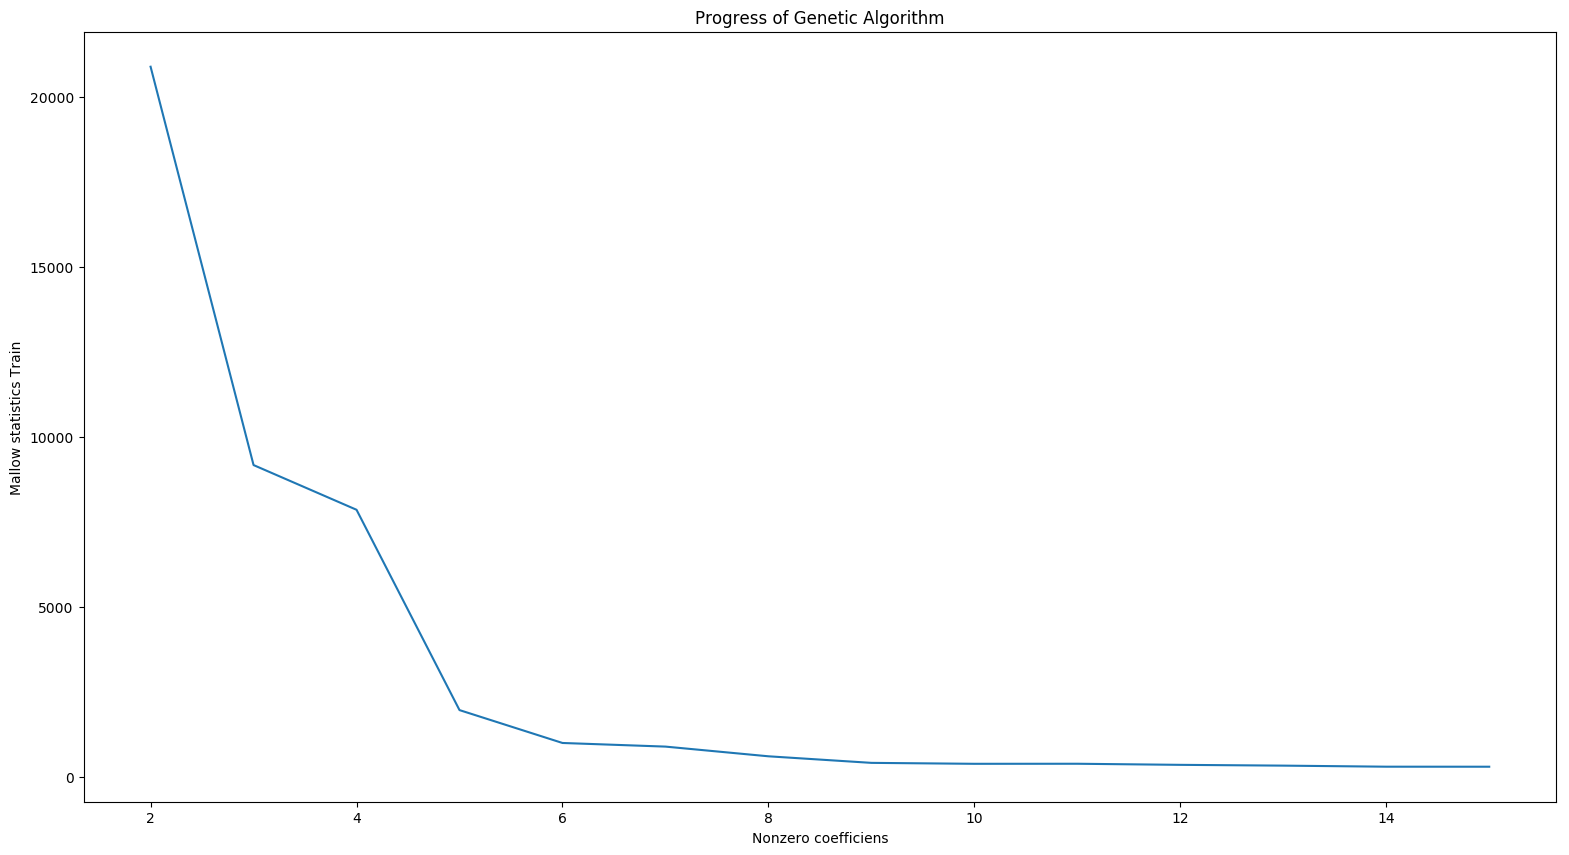 Progress of Genetic Algorithm
20000
15000
10000
5000
0
Mallow statistics Train
2 4 6 8 10 12 14
Nonzero coefficiens